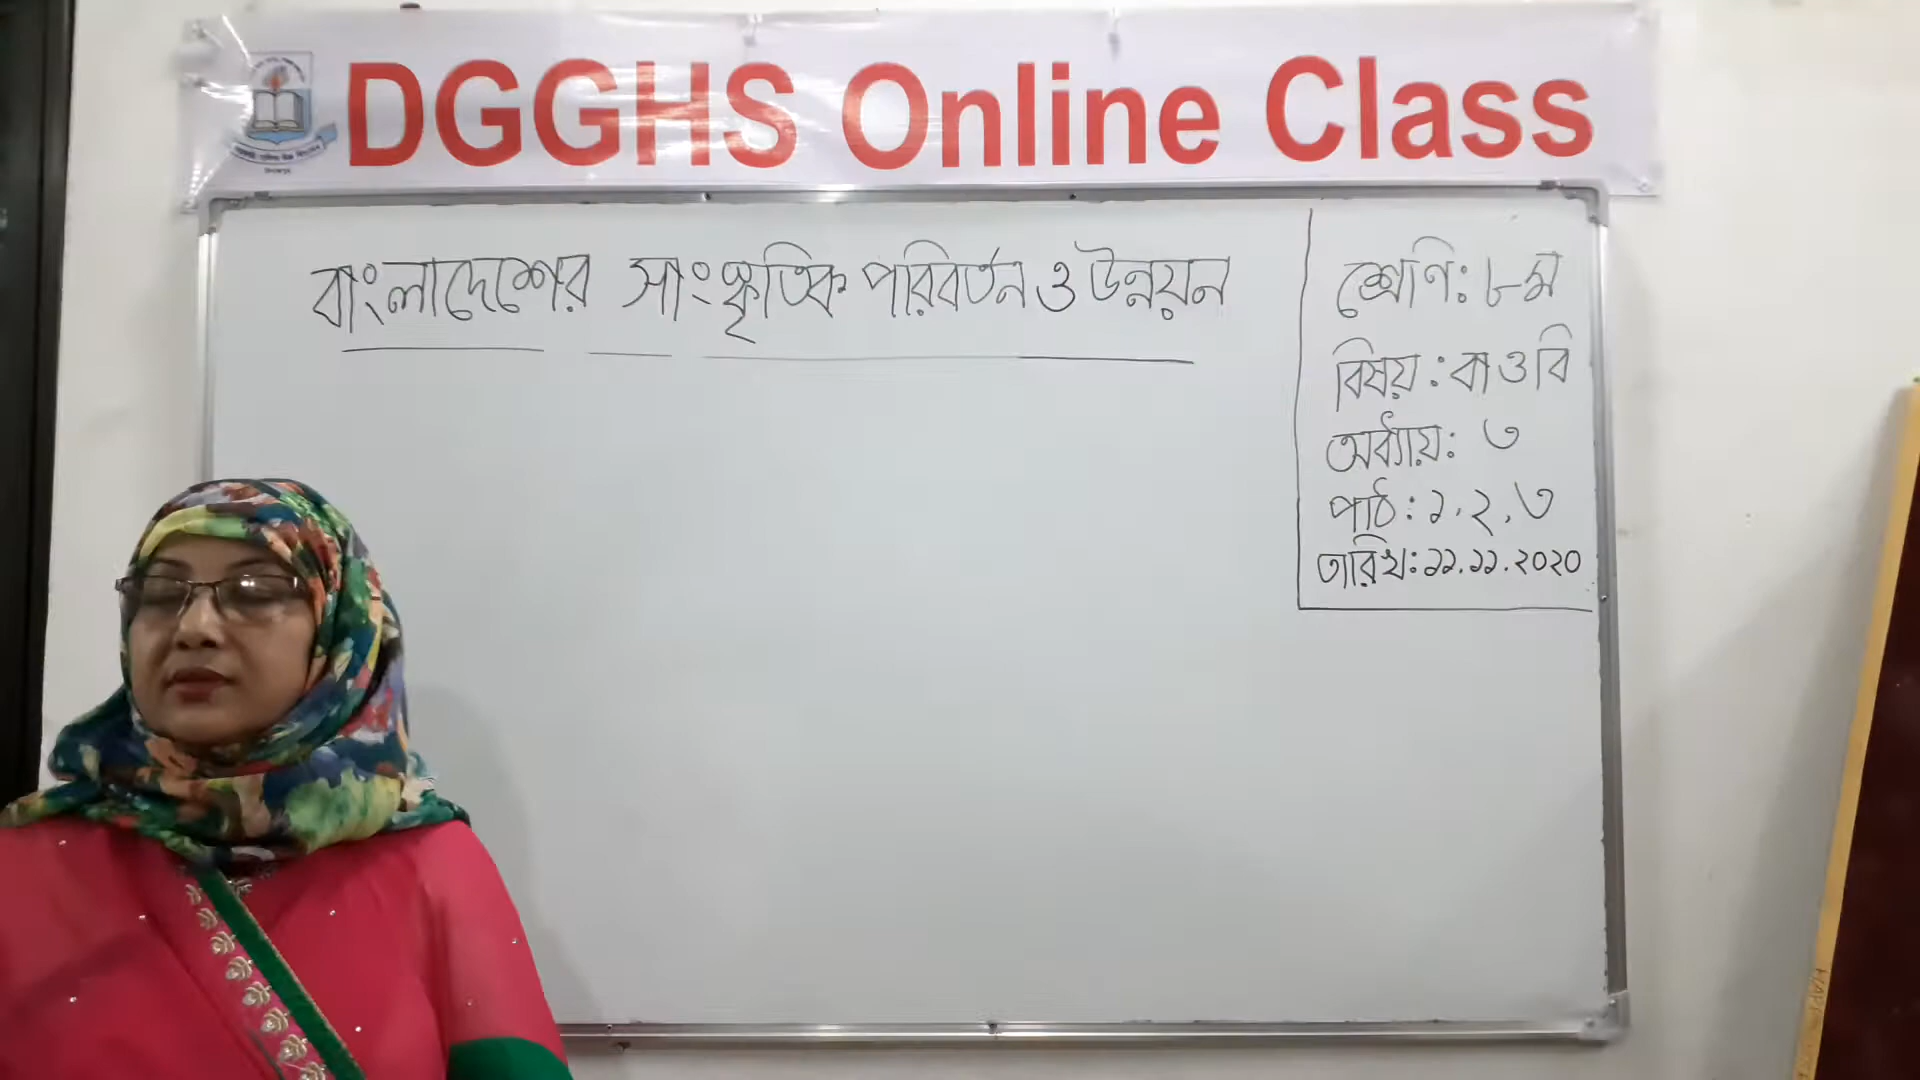 DGGHS Online Class
বাংলাদেশের সাংস্কৃতিক পরিবর্তন ও উন্নয়ন
শ্রেণি: ৮ম
বিষয়: বাওবি
অধ্যায়: ৩
পাঠ: ১, ২, ৩
তারিখ: ১১.১১.২০২০